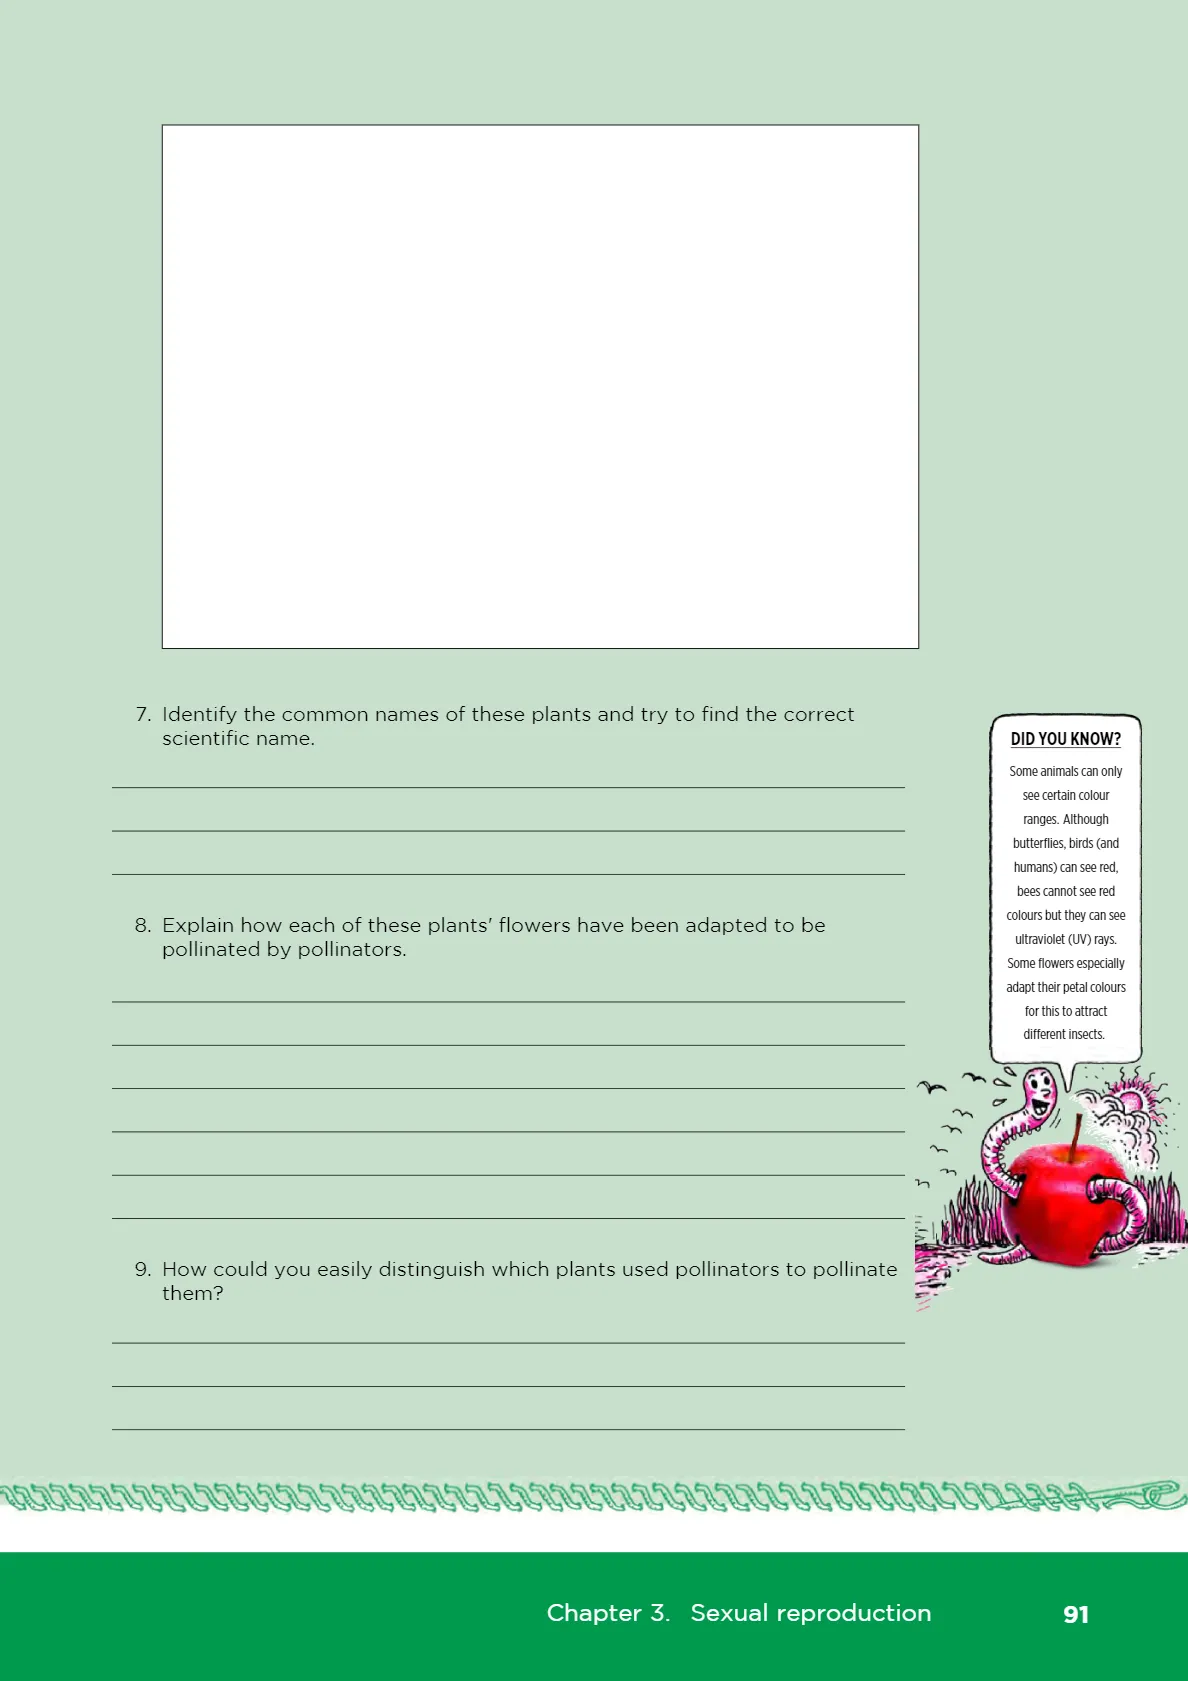 7. Identify the common names of these plants and try to find the correct
scientific name.
8. Explain how each of these plants' flowers have been adapted to be
pollinated by pollinators.
9. How could you easily distinguish which plants used pollinators to pollinate
them?
DID YOU KNOW?
Some animals can only
see certain colour
ranges. Although
butterflies, birds (and
humans) can see red,
bees cannot see red
colours but they can see
ultraviolet (UV) rays.
Some flowers especially
adapt their petal colours
for this to attract
different insects.
Chapter 3. Sexual reproduction 91